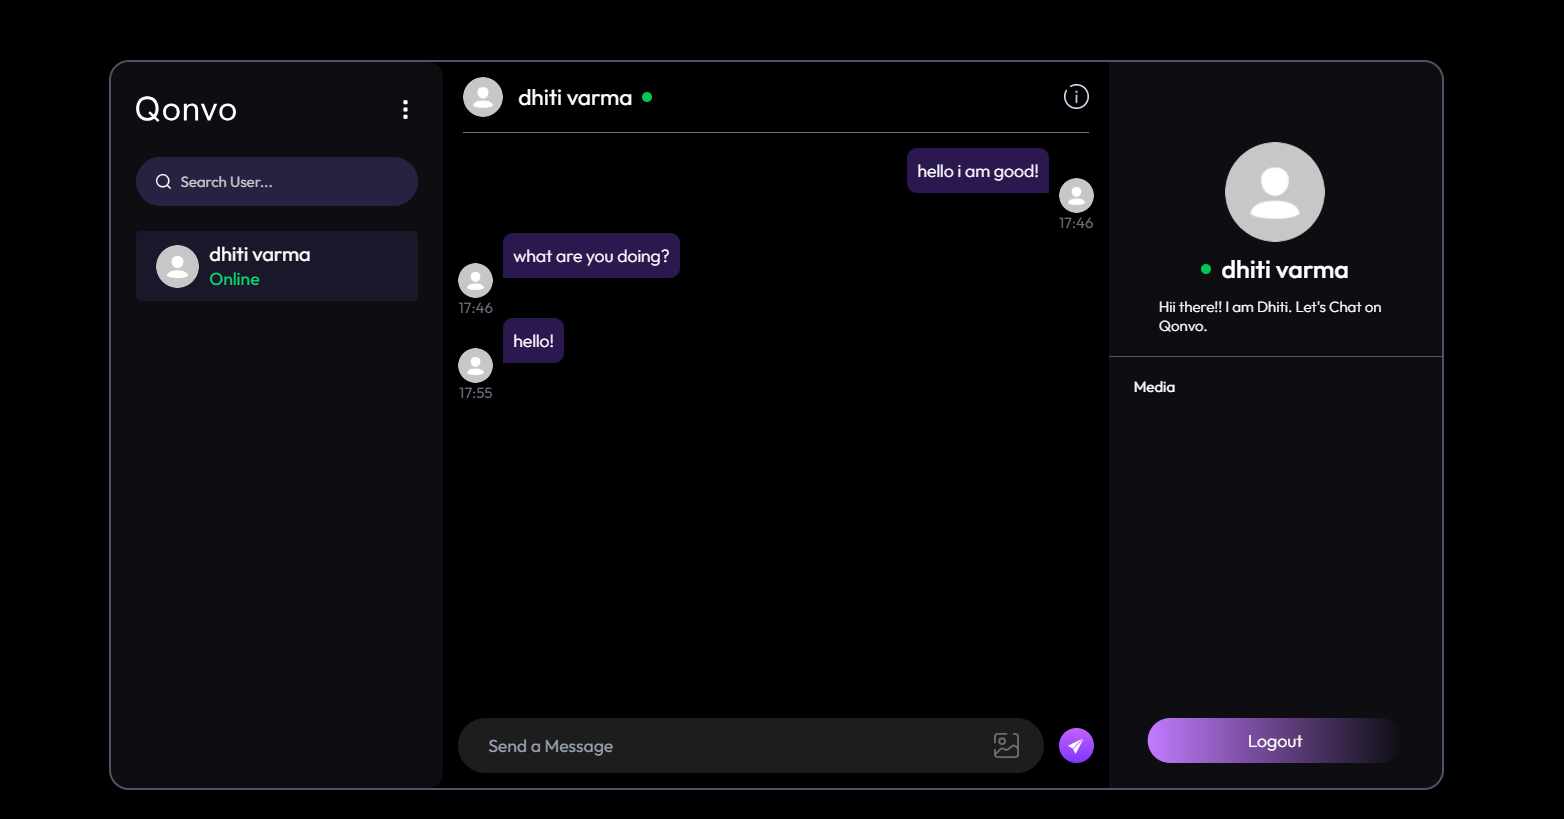 Qonvo
Search User...
dhiti varma
Online
dhiti varma
hello i am good!
17:46
what are you doing?
17:46
hello!
17:55
Send a Message
dhiti varma
Hii there!! I am Dhiti. Let's Chat on
Qonvo.
Media
Logout